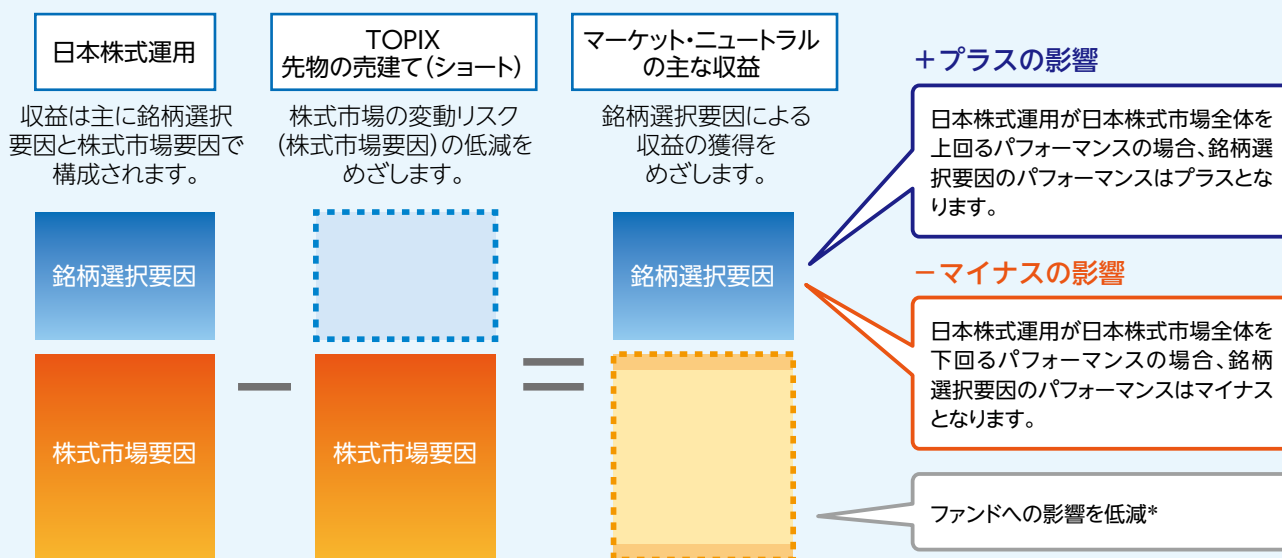 日本株式運用
収益は主に銘柄選択
要因と株式市場要因で
構成されます。
銘柄選択要因
株式市場要因
TOPIX
先物の売建て（ショート）
株式市場の変動リスク
（株式市場要因）の低減を
めざします。
株式市場要因
マーケット・ニュートラル
の主な収益
銘柄選択要因による
収益の獲得を
めざします。
銘柄選択要因
＋プラスの影響
日本株式運用が日本株式市場全体を
上回るパフォーマンスの場合、銘柄選
択要因のパフォーマンスはプラスとな
ります。
－マイナスの影響
日本株式運用が日本株式市場全体を
下回るパフォーマンスの場合、銘柄
選択要因のパフォーマンスはマイナス
となります。
ファンドへの影響を低減*